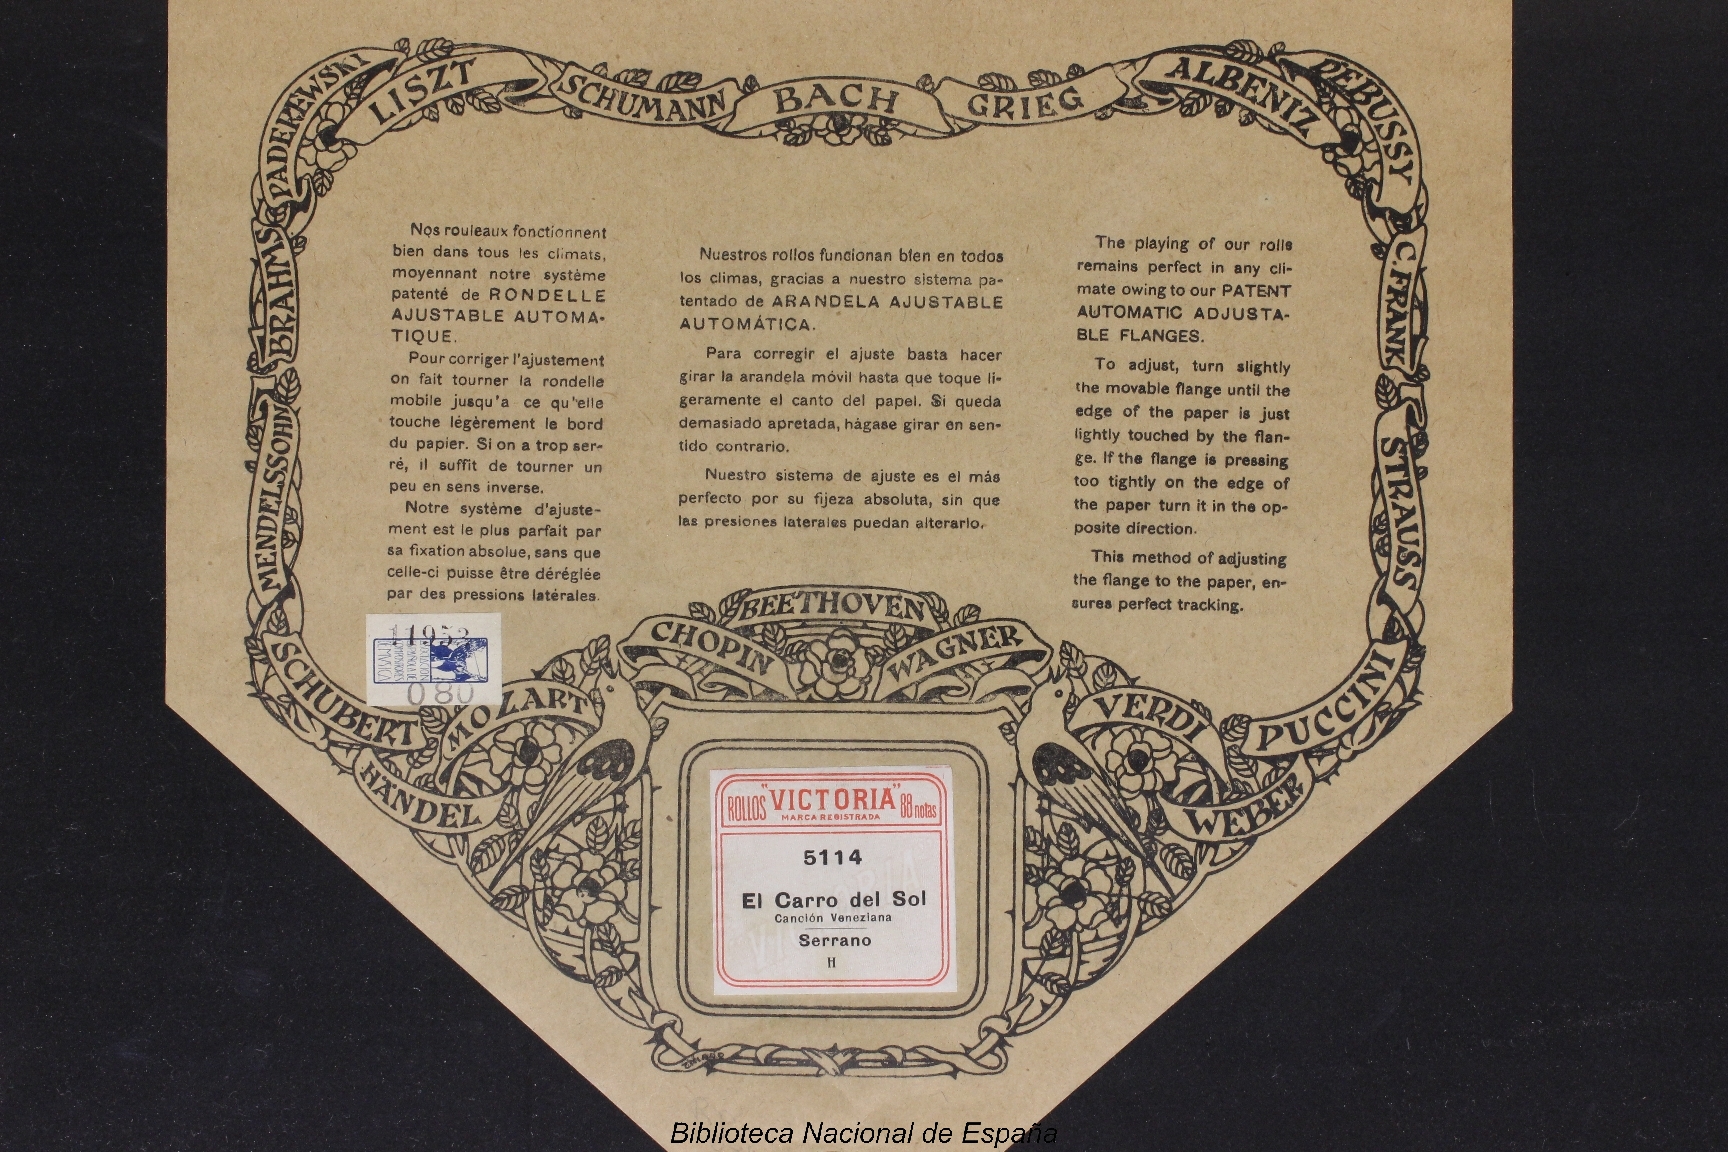 PADEREWSKI
LISZT
SCHUMANN
BACH
GRIEG
ALBENIZ
DEBUSSY
BRAHMS
C. FRANK
MENDELSSOHN
STRAUSS
Nos rouleaux fonctionnent
bien dans tous les climats,
moyennant notre système
patenté de RONDELLE
AJUSTABLE AUTOMA-
TIQUE.
Pour corriger l'ajustement
on fait tourner la rondelle
mobile jusqu'a ce qu'elle
touche légèrement le bord
du papier. Si on a trop ser-
ré, il suffit de tourner un
peu en sens inverse.
Notre système d'ajuste-
ment est le plus parfait par
sa fixation absolue, sans que
celle-ci puisse être déréglée
par des pressions latérales.
Nuestros rollos funcionan bien en todos
los climas, gracias a nuestro sistema pa-
tentado de ARANDELA AJUSTABLE
AUTOMÁTICA.
Para corregir el ajuste basta hacer
girar la arandela móvil hasta que toque li-
geramente el canto del papel. Si queda
demasiado apretada, hágase girar en sen-
tido contrario.
Nuestro sistema de ajuste es el más
perfecto por su fijeza absoluta, sin que
las presiones laterales puedan alterarlo.
The playing of our rolls
remains perfect in any cli-
mate owing to our PATENT
AUTOMATIC ADJUSTA-
BLE FLANGES.
To adjust, turn slightly
the movable flange until the
edge of the paper is just
lightly touched by the flan-
ge. If the flange is pressing
too tightly on the edge of
the paper turn it in the op-
posite direction.
This method of adjusting
the flange to the paper, en-
sures perfect tracking.
BEETHOVEN
CHOPIN
WAGNER
080
SCHUBERT
MOZART
VERDI
PUCCINI
HÄNDEL
WEBER
ROLLOS "VICTORIA" 88 notas
MARCA REGISTRADA
5114
El Carro del Sol
Canción Veneziana
Serrano
H
Biblioteca Nacional de España